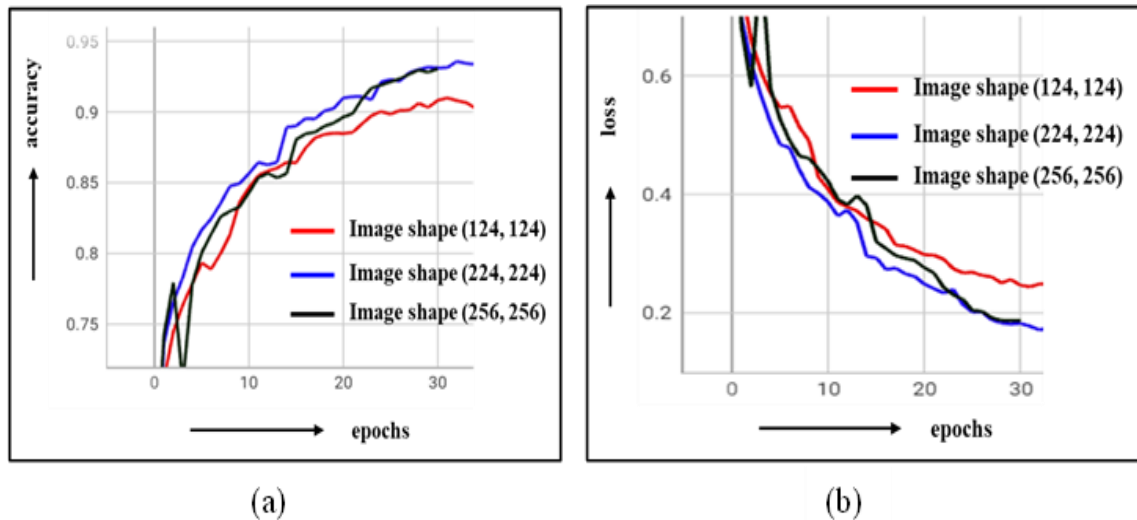 0.95
0.9
0.85
0.8
0.75
0
10
20
30
accuracy
epochs
Image shape (124, 124)
Image shape (224, 224)
Image shape (256, 256)
(a)
0.6
0.4
0.2
0
10
20
30
loss
epochs
Image shape (124, 124)
Image shape (224, 224)
Image shape (256, 256)
(b)